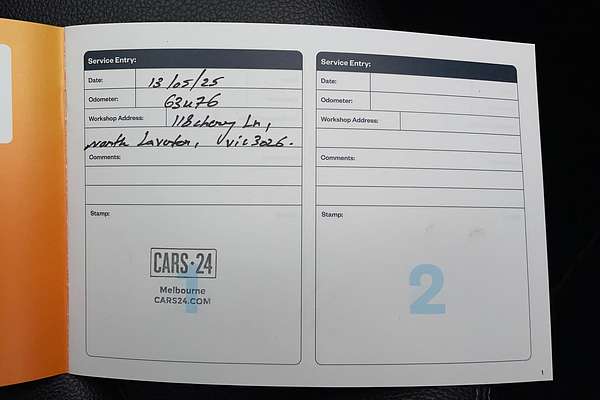 Service Entry:
Date: 13/05/25
Odometer: 63476
Workshop Address: 118 cherry Ln,
north Laverton, Vic 3026.
Comments:
Stamp:
CARS·24
1
Melbourne
CARS24.COM
Service Entry:
Date:
Odometer:
Workshop Address:
Comments:
Stamp:
2
1